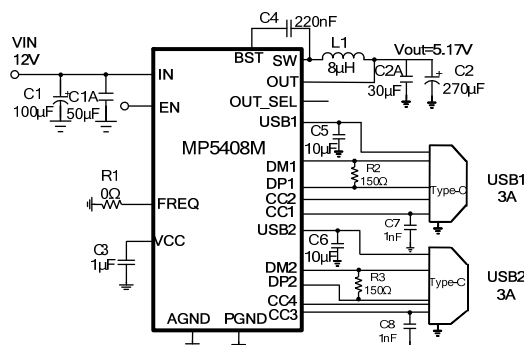 C4
220nF
VIN
12V
BST
SW
L1
8µH
Vout=5.17V
IN
OUT
C2A
30µF
C2
270µF
C1
100µF
C1A
50µF
EN
OUT_SEL
USB1
C5
10µF
MP5408M
DM1
R2
150Ω
DP1
CC2
CC1
Type-C
USB1
3A
R1
0Ω
FREQ
C7
1nF
USB2
VCC
C3
1µF
C6
10µF
DM2
DP2
R3
150Ω
CC4
CC3
Type-C
USB2
3A
C8
1nF
AGND
PGND